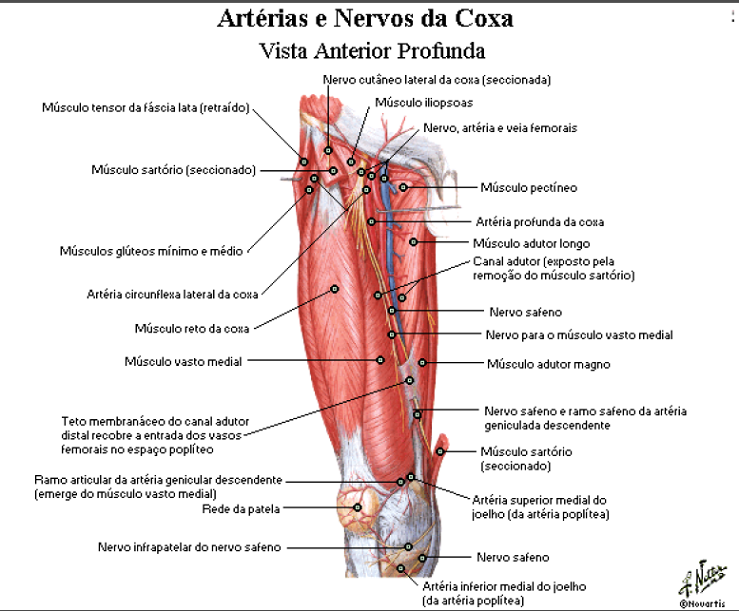 Artérias e Nervos da Coxa
Vista Anterior Profunda
Nervo cutâneo lateral da coxa (seccionada)
Músculo tensor da fáscia lata (retraído)
Músculo iliopsoas
Nervo, artéria e veia femorais
Músculo sartório (seccionado)
Músculo pectíneo
Artéria profunda da coxa
Músculos glúteos mínimo e médio
Músculo adutor longo
Canal adutor (exposto pela
remoção do músculo sartório)
Artéria circunflexa lateral da coxa
Nervo safeno
Músculo reto da coxa
Nervo para o músculo vasto medial
Músculo vasto medial
Músculo adutor magno
Teto membranáceo do canal adutor
distal recobre a entrada dos vasos
femorais no espaço poplíteo
Nervo safeno e ramo safeno da artéria
geniculada descendente
Músculo sartório
(seccionado)
Ramo articular da artéria genicular descendente
(emerge do músculo vasto medial)
Rede da patela
Artéria superior medial do
joelho (da artéria poplítea)
Nervo infrapatelar do nervo safeno
Nervo safeno
Artéria inferior medial do joelho
(da artéria poplítea)
F. Netter
©Novartis